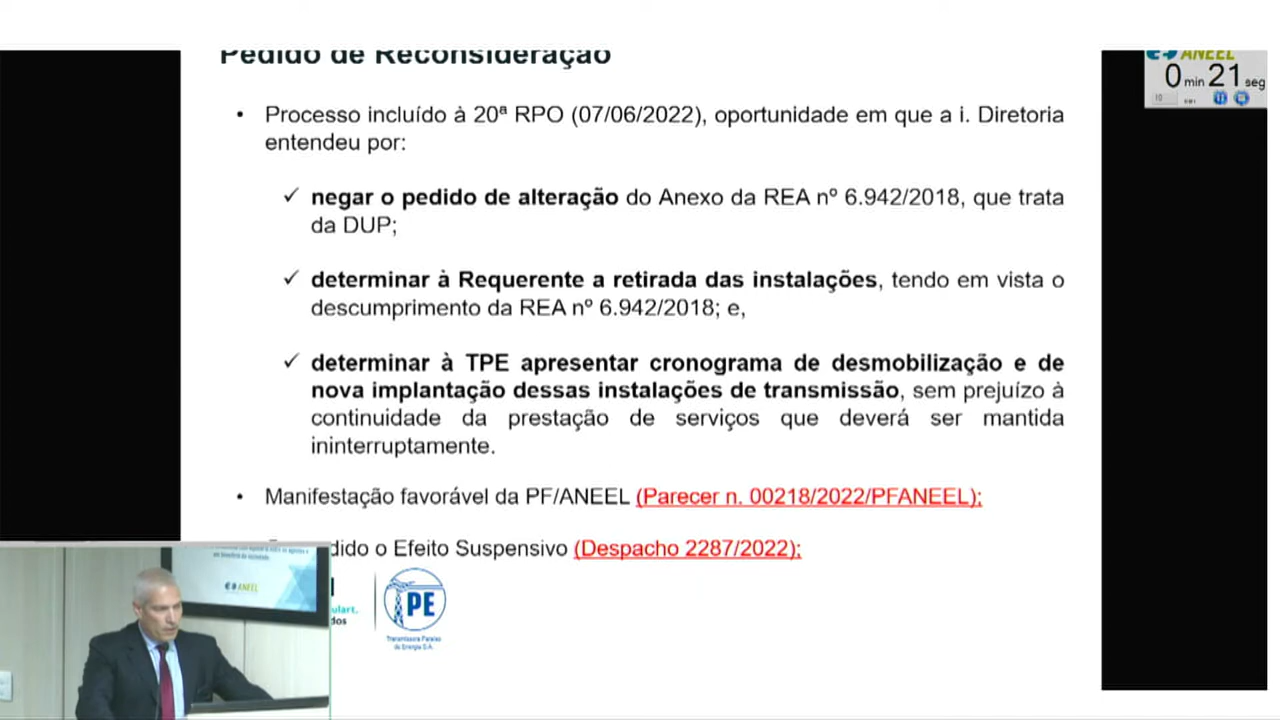 Pedido de Reconsideração
ANEEL
0 min 21 seg
10
• Processo incluído à 20ª RPO (07/06/2022), oportunidade em que a i. Diretoria
entendeu por:
✓ negar o pedido de alteração do Anexo da REA nº 6.942/2018, que trata
da DUP;
✓ determinar à Requerente a retirada das instalações, tendo em vista o
descumprimento da REA nº 6.942/2018; e,
✓ determinar à TPE apresentar cronograma de desmobilização e de
nova implantação dessas instalações de transmissão, sem prejuízo à
continuidade da prestação de serviços que deverá ser mantida
ininterruptamente.
• Manifestação favorável da PF/ANEEL (Parecer n. 00218/2022/PFANEEL);
dido o Efeito Suspensivo (Despacho 2287/2022);
ANEEL
ulart.
dos
PE
Transmissora Paraíso
de Energia S.A.